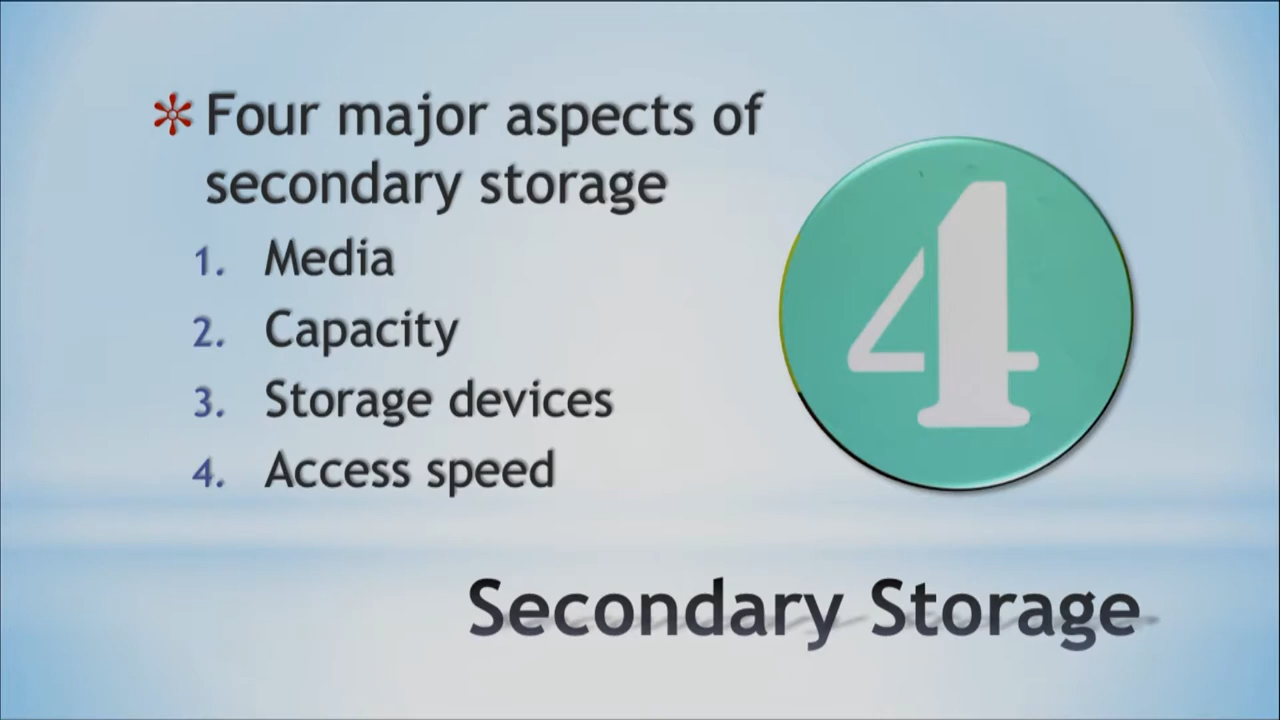 * Four major aspects of
secondary storage
1. Media
2. Capacity
3. Storage devices
4. Access speed
4
Secondary Storage